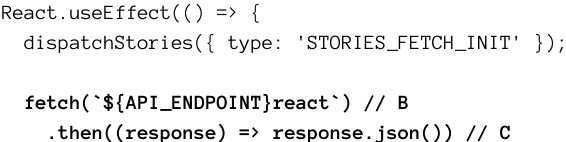 React.useEffect(() => {
dispatchStories({ type: 'STORIES_FETCH_INIT' });
fetch(`${API_ENDPOINT}react`) // B
.then((response) => response.json()) // C